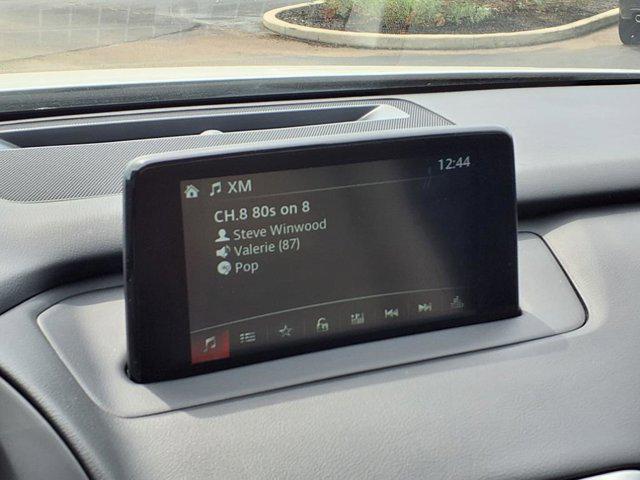 XM
12:44
CH.8 80s on 8
Steve Winwood
Valerie (87)
Pop